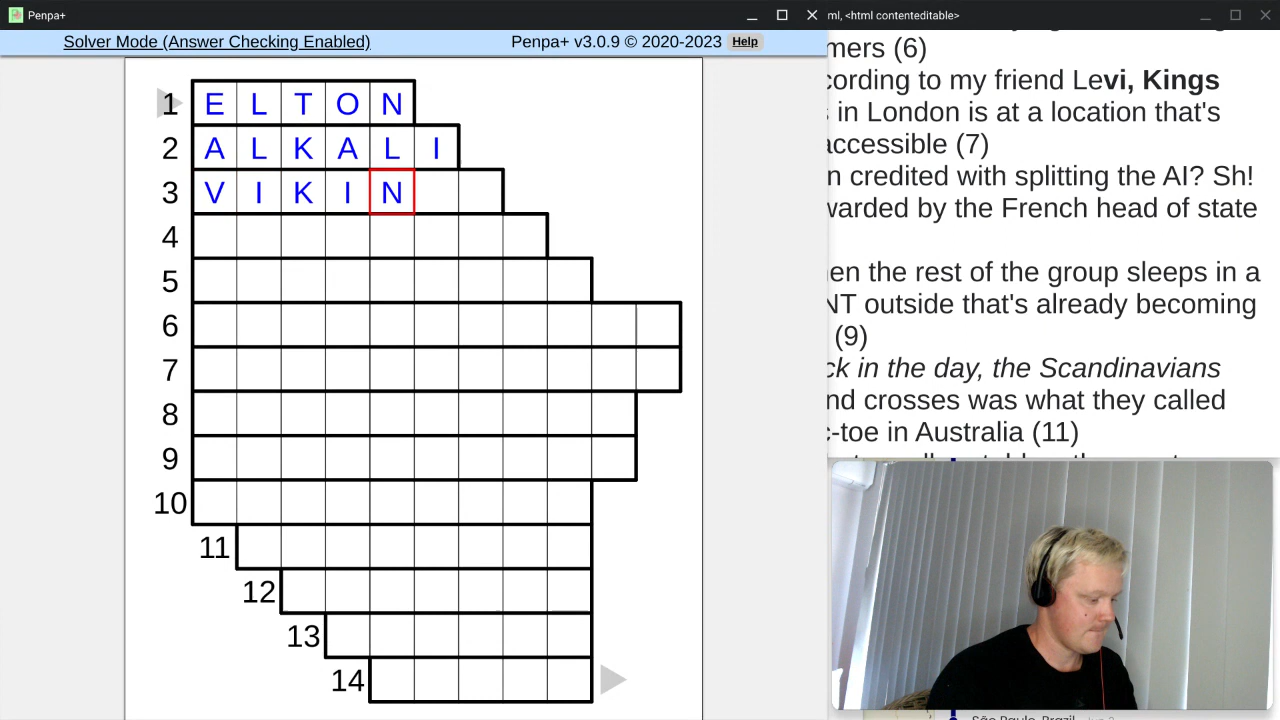 Penpa+
ml, <html contenteditable>
Solver Mode (Answer Checking Enabled)
Penpa+ v3.0.9 © 2020-2023
Help
1 E L T O N
2 A L K A L I
3 V I K I N
4
5
6
7
8
9
10
11
12
13
14
mers (6)
cording to my friend Levi, Kings
s in London is at a location that's
accessible (7)
n credited with splitting the AI? Sh!
warded by the French head of state
en the rest of the group sleeps in a
NT outside that's already becoming
(9)
ck in the day, the Scandinavians
nd crosses was what they called
c-toe in Australia (11)
São Paulo, Brazil